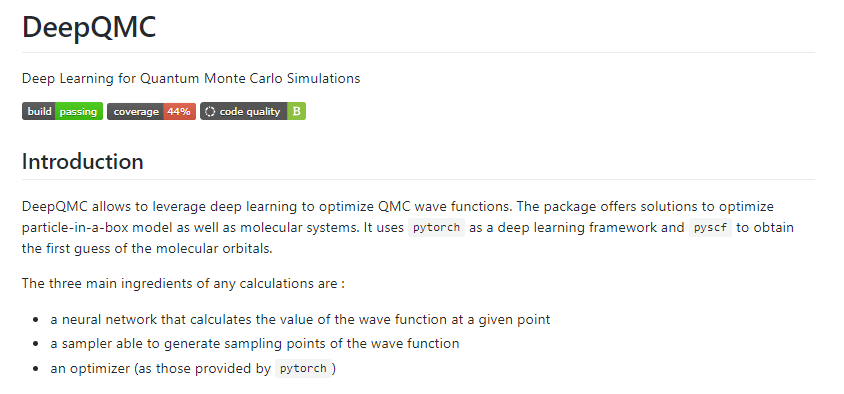 DeepQMC
Deep Learning for Quantum Monte Carlo Simulations
build passing coverage 44% code quality B
Introduction
DeepQMC allows to leverage deep learning to optimize QMC wave functions. The package offers solutions to optimize
particle-in-a-box model as well as molecular systems. It uses pytorch as a deep learning framework and pyscf to obtain
the first guess of the molecular orbitals.
The three main ingredients of any calculations are :
• a neural network that calculates the value of the wave function at a given point
• a sampler able to generate sampling points of the wave function
• an optimizer (as those provided by pytorch )